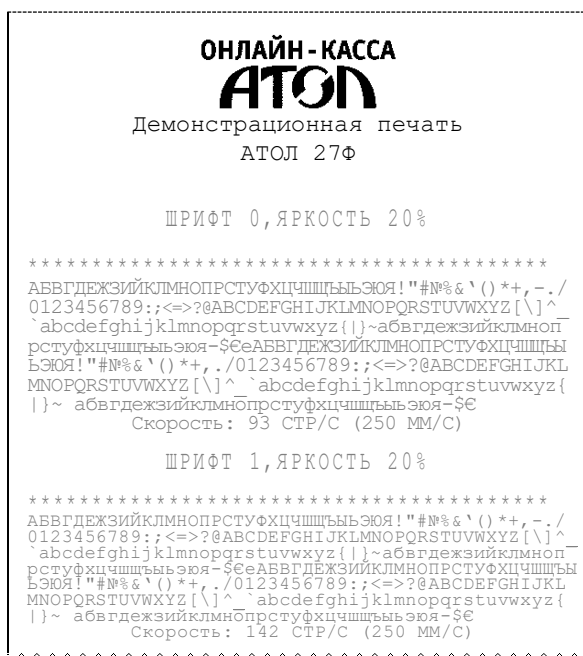 ОНЛАЙН-КАССА
АТОЛ
Демонстрационная печать
АТОЛ 27Ф
ШРИФТ 0,ЯРКОСТЬ 20%
*****************************************
АБВГДЕЖЗИЙКЛМНОПРСТУФХЦЧШЩЪЫЬЭЮЯ!"#№%&`()*+,-./
0123456789:;<=>?@ABCDEFGHIJKLMNOPQRSTUVWXYZ[\]^_
`abcdefghijklmnopqrstuvwxyz{|}~абвгдежзийклмноп
рстуфхцчшщъыьэюя-$€еАБВГДЕЖЗИЙКЛМНОПРСТУФХЦЧШЩЪЫ
ЬЭЮЯ!"#№%&`()*+,./0123456789:;<=>?@ABCDEFGHIJKL
MNOPQRSTUVWXYZ[\]^_`abcdefghijklmnopqrstuvwxyz{
|}~ абвгдежзийклмнопрстуфхцчшщъыьэюя-$€
Скорость: 93 СТР/С (250 ММ/С)
ШРИФТ 1,ЯРКОСТЬ 20%
*****************************************
АБВГДЕЖЗИЙКЛМНОПРСТУФХЦЧШЩЪЫЬЭЮЯ!"#№%&`()*+,-./
0123456789:;<=>?@ABCDEFGHIJKLMNOPQRSTUVWXYZ[\]^_
`abcdefghijklmnopqrstuvwxyz{|}~абвгдежзийклмноп
рстуфхцчшщъыьэюя-$€еАБВГДЕЖЗИЙКЛМНОПРСТУФХЦЧШЩЪЫ
ЬЭЮЯ!"#№%&`()*+,./0123456789:;<=>?@ABCDEFGHIJKL
MNOPQRSTUVWXYZ[\]^_`abcdefghijklmnopqrstuvwxyz{
|}~ абвгдежзийклмнопрстуфхцчшщъыьэюя-$€
Скорость: 142 СТР/С (250 ММ/С)